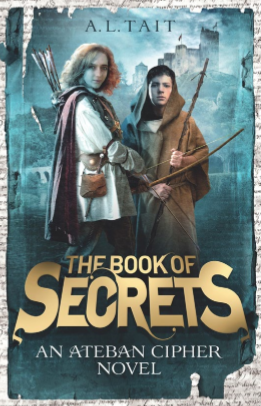 A.L.TAIT
THE BOOK OF
SECRETS
AN ATEBAN CIPHER
NOVEL